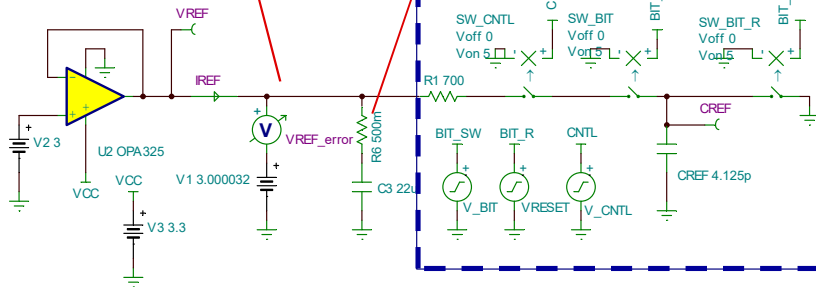 VREF
SW_CNTL
Voff 0
Von 5
C
SW_BIT
Voff 0
Von 5
BIT_
SW_BIT_R
Voff 0
Von 5
BIT_
IREF
R1 700
CREF
V2 3
U2 OPA325
VREF_error
R6 500m
BIT_SW
BIT_R
CNTL
VCC
VCC
V1 3.000032
C3 22u
CREF 4.125p
V_BIT
VRESET
V_CNTL
V3 3.3
V